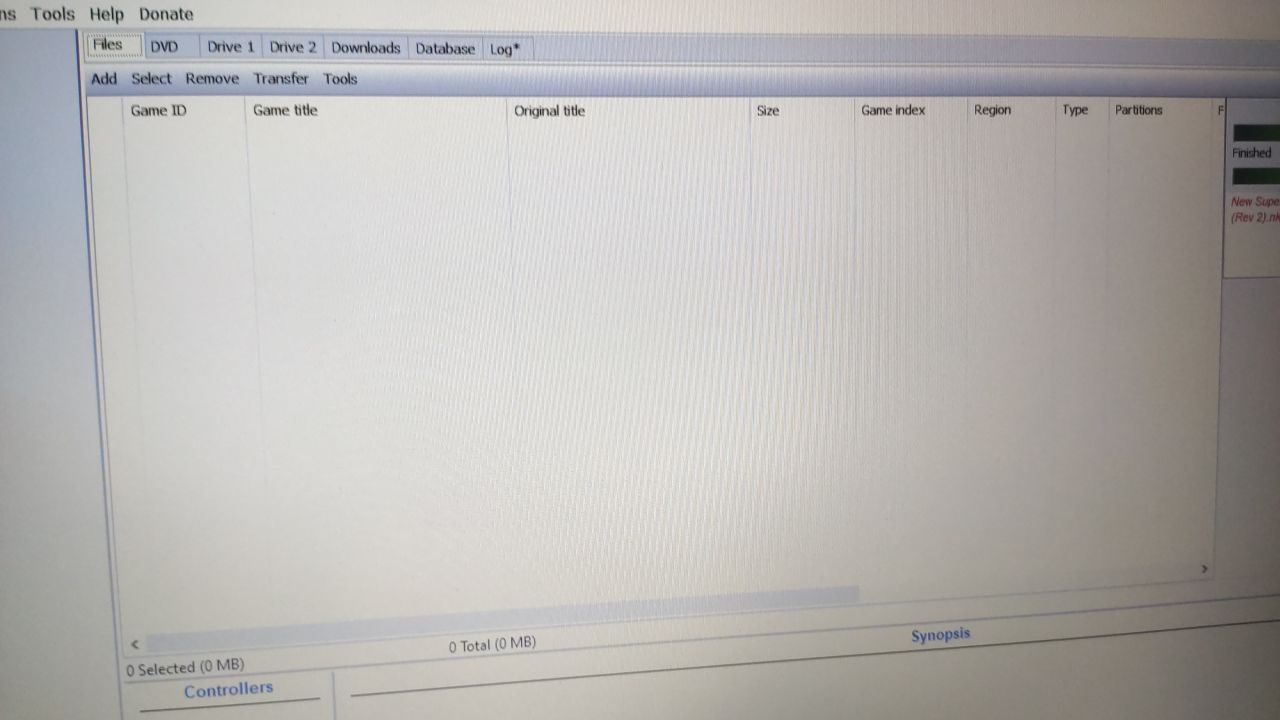 Tools Help Donate
Files DVD Drive 1 Drive 2 Downloads Database Log*
Add Select Remove Transfer Tools
Game ID Game title Original title Size Game index Region Type Partitions
Finished
New Supe
(Rev 2).nk
0 Total (0 MB)
0 Selected (0 MB)
Synopsis
Controllers